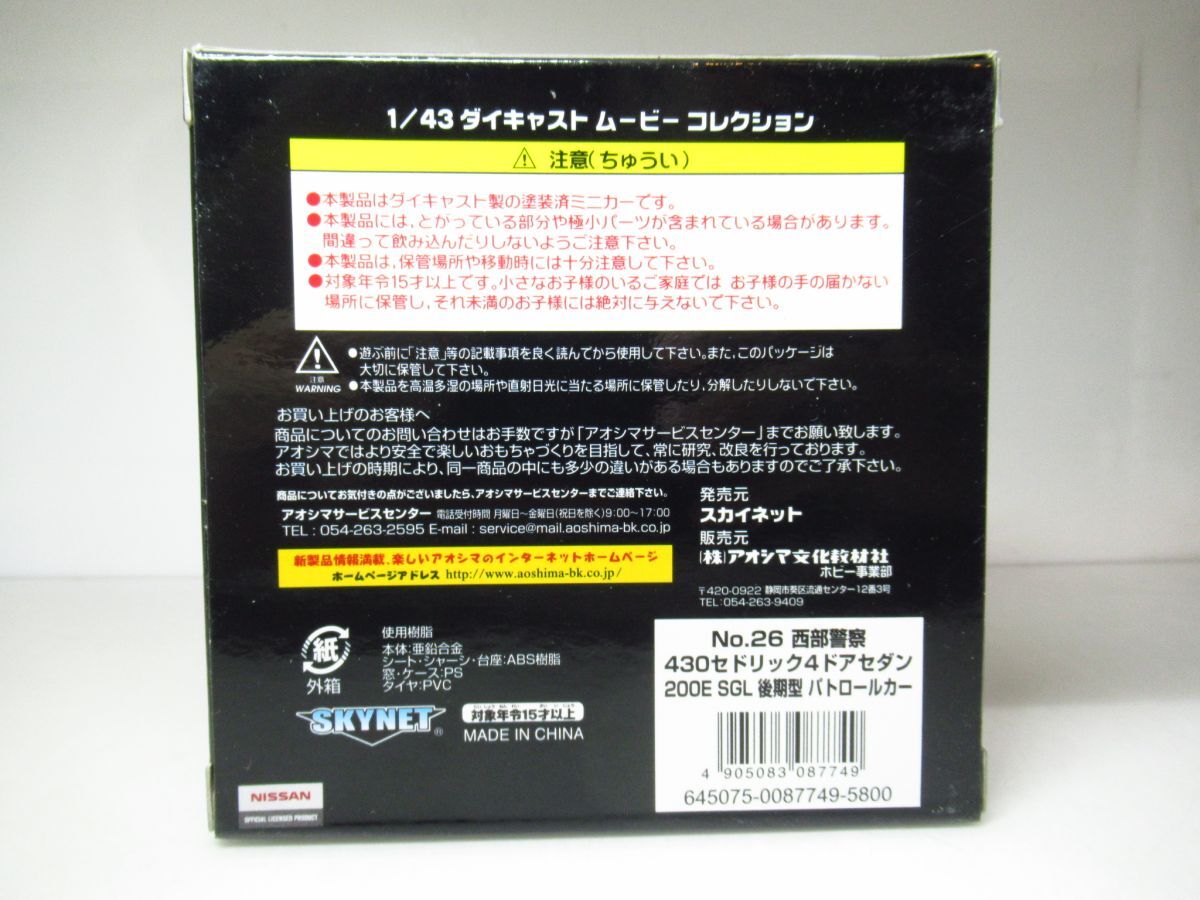 1/43 ダイキャスト ムービー コレクション
⚠ 注意(ちゅうい)
●本製品はダイキャスト製の塗装済ミニカーです。
●本製品には，とがっている部分や極小パーツが含まれている場合があります。
間違って飲み込んだりしないようご注意下さい。
●本製品は，保管場所や移動時には十分注意して下さい。
●対象年令15才以上です。小さなお子様のいるご家庭では お子様の手の届かない
場所に保管し，それ未満のお子様には絶対に与えないで下さい。
注意
WARNING
●遊ぶ前に「注意」等の記載事項を良く読んでから使用して下さい。また，このパッケージは
大切に保管して下さい。
●本製品を高温多湿の場所や直射日光に当たる場所に保管したり，分解したりしないで下さい。
お買い上げのお客様へ
商品についてのお問い合わせはお手数ですが「アオシマサービスセンター」までお願い致します。
アオシマではより安全で楽しいおもちゃづくりを目指して、常に研究、改良を行っております。
お買い上げの時期により、同一商品の中にも多少の違いがある場合もありますのでご了承下さい。
商品についてお気付きの点がございましたら、アオシマサービスセンターまでご連絡下さい。
アオシマサービスセンター 電話受付時間 月曜日～金曜日(祝日を除く)9:00～17:00
TEL : 054-263-2595 E-mail : service@mail.aoshima-bk.co.jp
新製品情報満載、楽しいアオシマのインターネットホームページ
ホームページアドレス http://www.aoshima-bk.co.jp/
発売元
スカイネット
販売元
(株)アオシマ文化教材社
ホビー事業部
〒420-0922 静岡市葵区流通センター12番3号
TEL:054-263-9409
紙
外箱
使用樹脂
本体:亜鉛合金
シート・シャーシ・台座:ABS樹脂
窓・ケース:PS
タイヤ:PVC
SKYNET®
対象年令15才以上
MADE IN CHINA
NISSAN
OFFICIAL LICENSED PRODUCT
No.26 西部警察
430セドリック4ドアセダン
200E SGL 後期型 パトロールカー
4 905083 087749
645075-0087749-5800